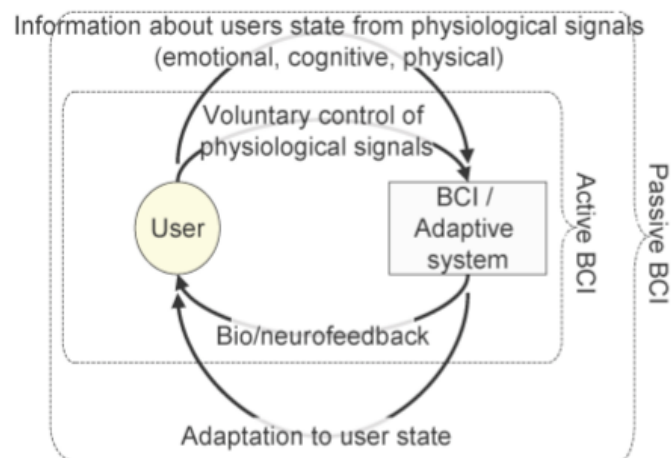 Information about users state from physiological signals
(emotional, cognitive, physical)
Voluntary control of
physiological signals
User
BCI /
Adaptive
system
Active BCI
Passive BCI
Bio/neurofeedback
Adaptation to user state